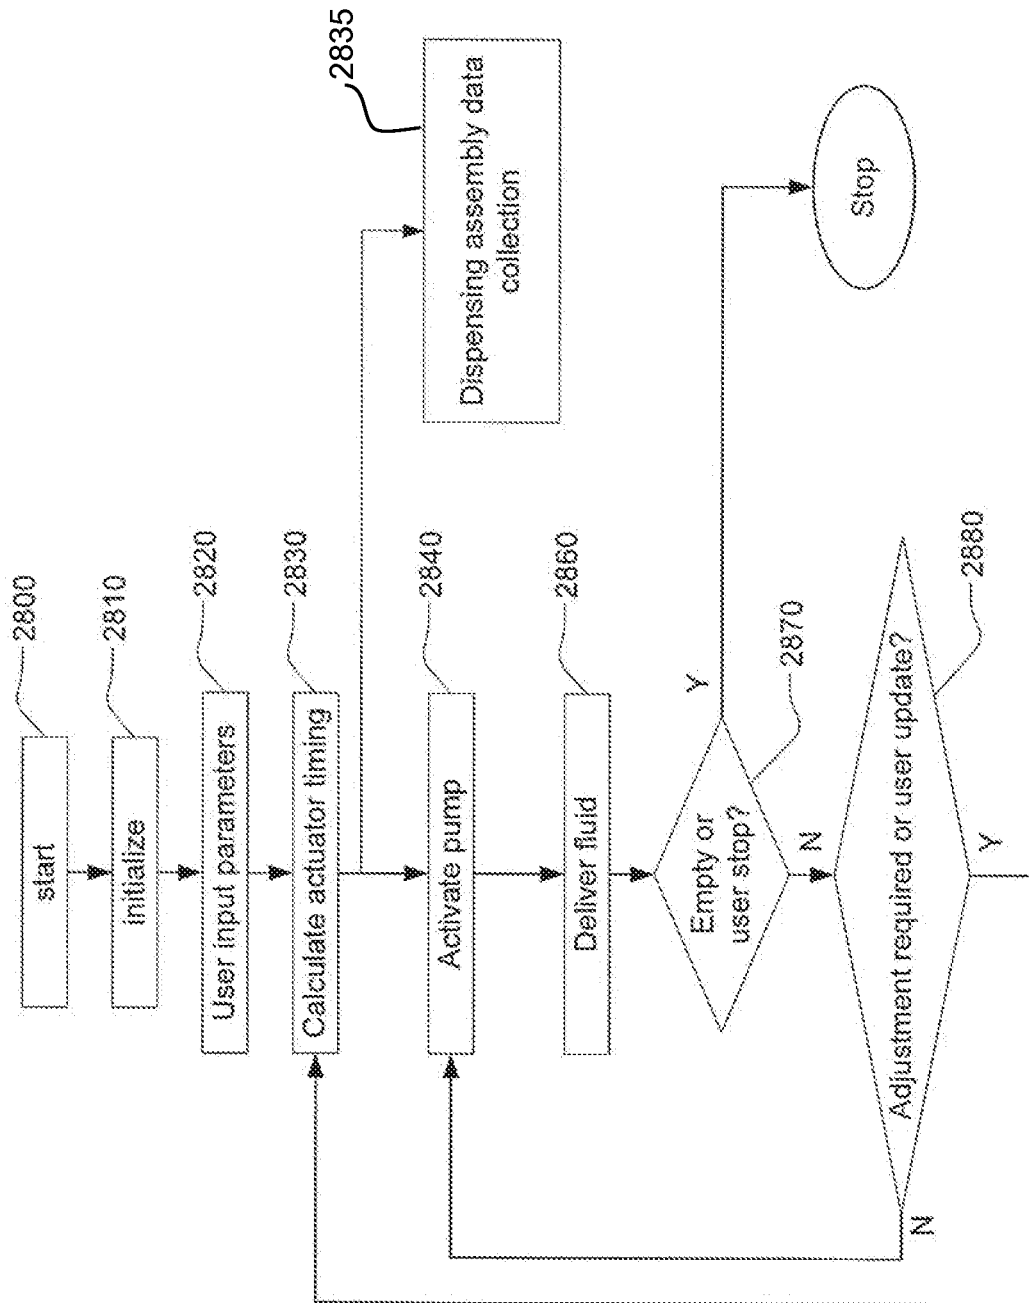 start
2800
initialize
2810
User input parameters
2820
Calculate actuator timing
2830
Dispensing assembly data
collection
2835
Activate pump
2840
Deliver fluid
2860
Empty or
user stop?
2870
Y
N
Stop
Adjustment required or user update?
2880
N
Y